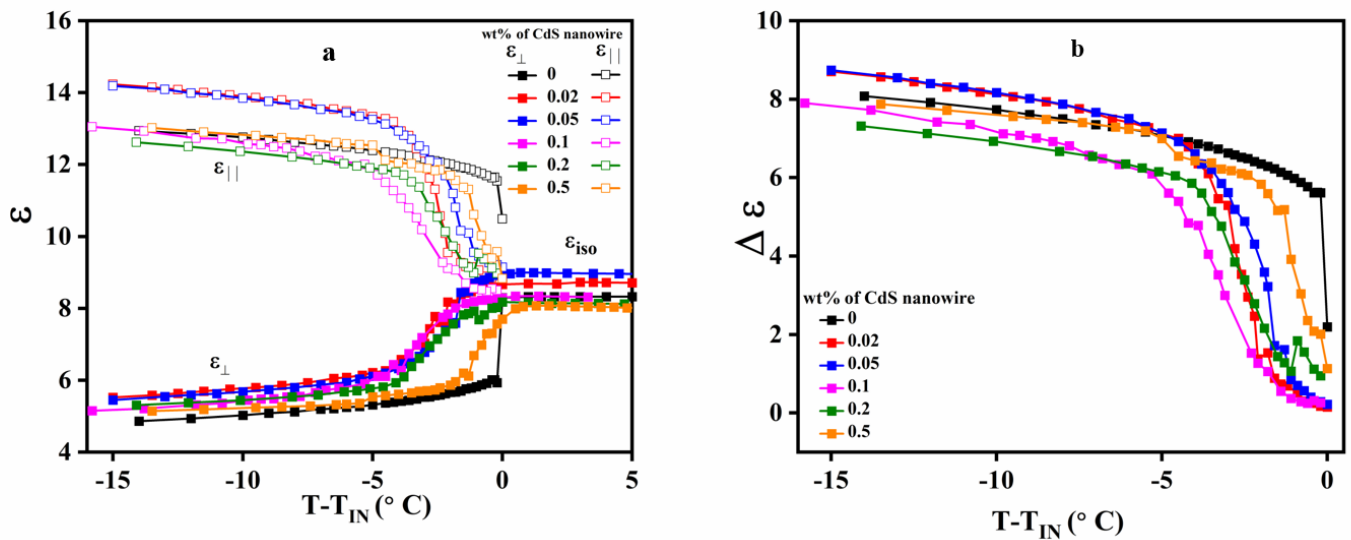 a
wt% of CdS nanowire
ε⊥ ε||
0
0.02
0.05
0.1
0.2
0.5
ε||
ε⊥
εiso
ε
16
14
12
10
8
6
4
-15 -10 -5 0 5
T-TIN (° C)
b
wt% of CdS nanowire
0
0.02
0.05
0.1
0.2
0.5
Δ ε
10
8
6
4
2
0
-15 -10 -5 0
T-TIN (° C)